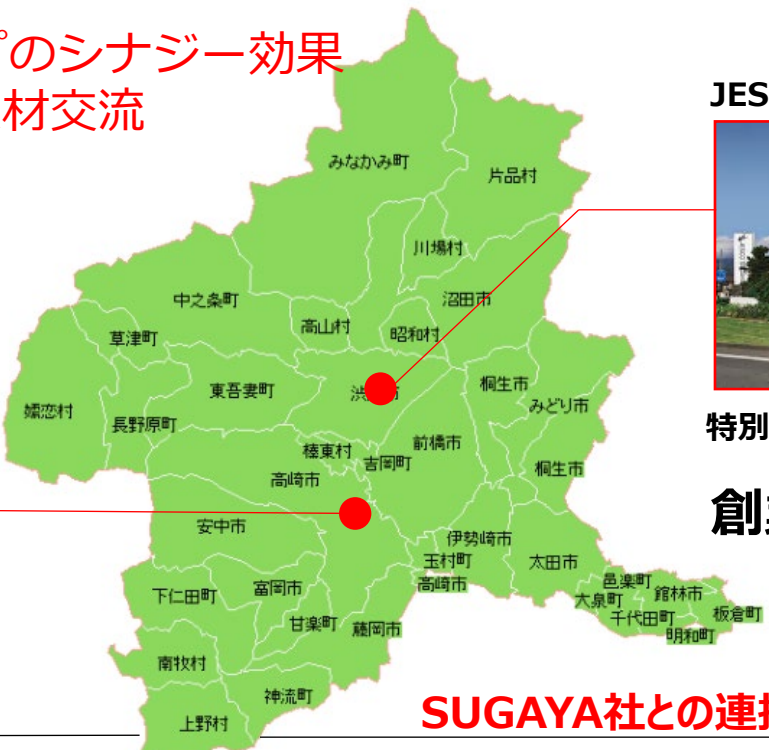 プのシナジー効果
材交流
JES
みなかみ町
片品村
川場村
中之条町
沼田市
高山村
昭和村
草津町
東吾妻町
渋 市
桐生市
みどり市
嬬恋村
長野原町
前橋市
榛東村
吉岡町
高崎市
桐生市
特別
創業
安中市
伊勢崎市
玉村町
太田市
高崎市
下仁田町
富岡市
邑楽町
館林市
大泉町
千代田町
板倉町
明和町
甘楽町
藤岡市
南牧村
神流町
上野村
SUGAYA社との連携